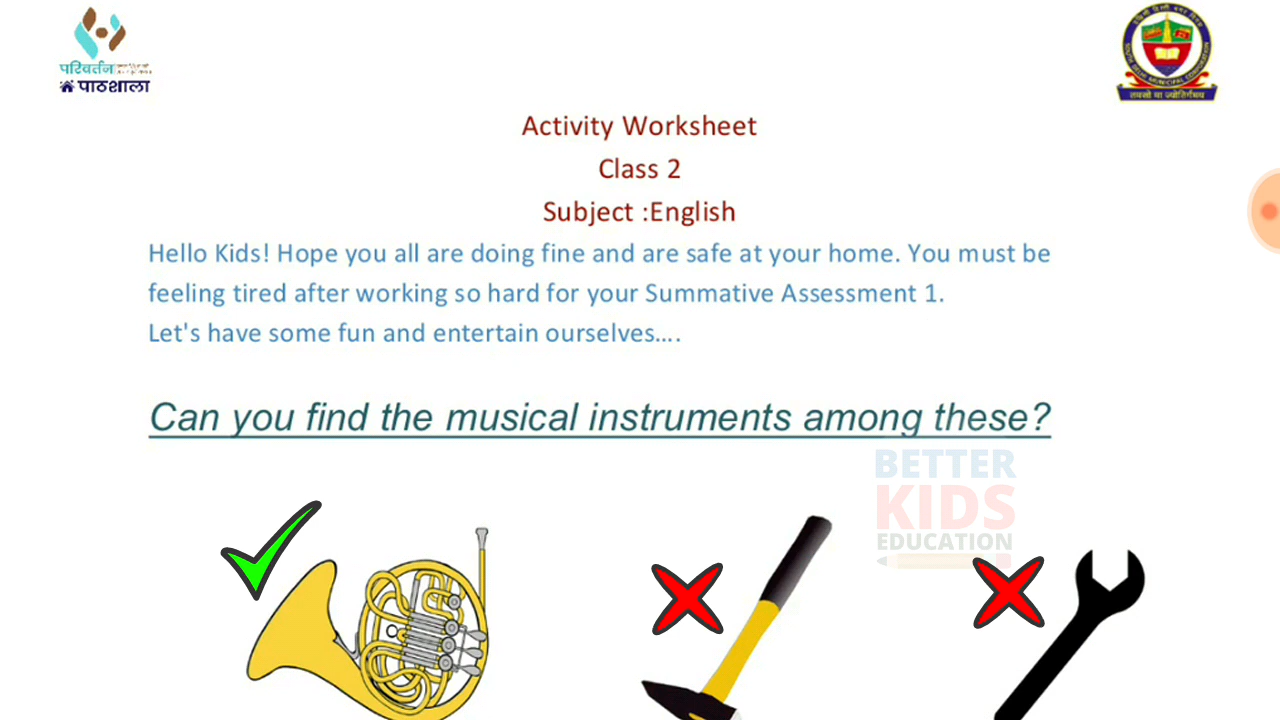 परिवर्तन
पाठशाला
Activity Worksheet
Class 2
Subject :English
Hello Kids! Hope you all are doing fine and are safe at your home. You must be
feeling tired after working so hard for your Summative Assessment 1.
Let's have some fun and entertain ourselves....
Can you find the musical instruments among these?
BETTER
KIDS
EDUCATION
तमसो मा ज्योतिर्गमय